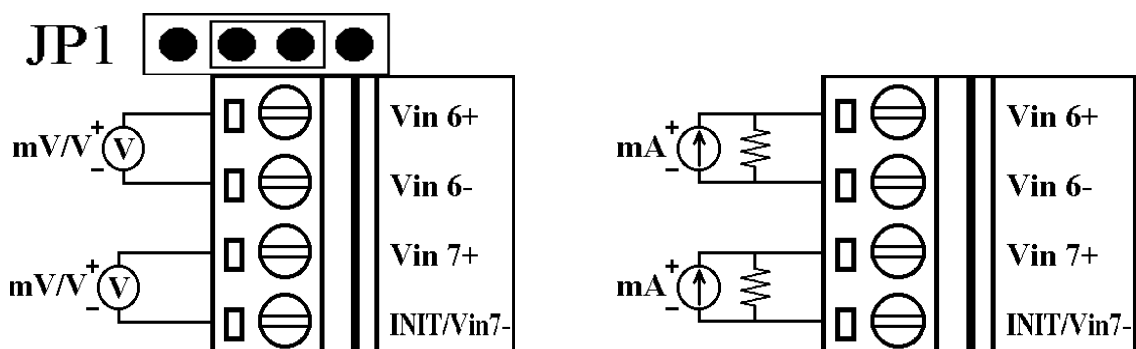 JP1
mV/V
+
V
−
Vin 6+
Vin 6-
mV/V
+
V
−
Vin 7+
INIT/Vin7-
mA
+
−
Vin 6+
Vin 6-
mA
+
−
Vin 7+
INIT/Vin7-